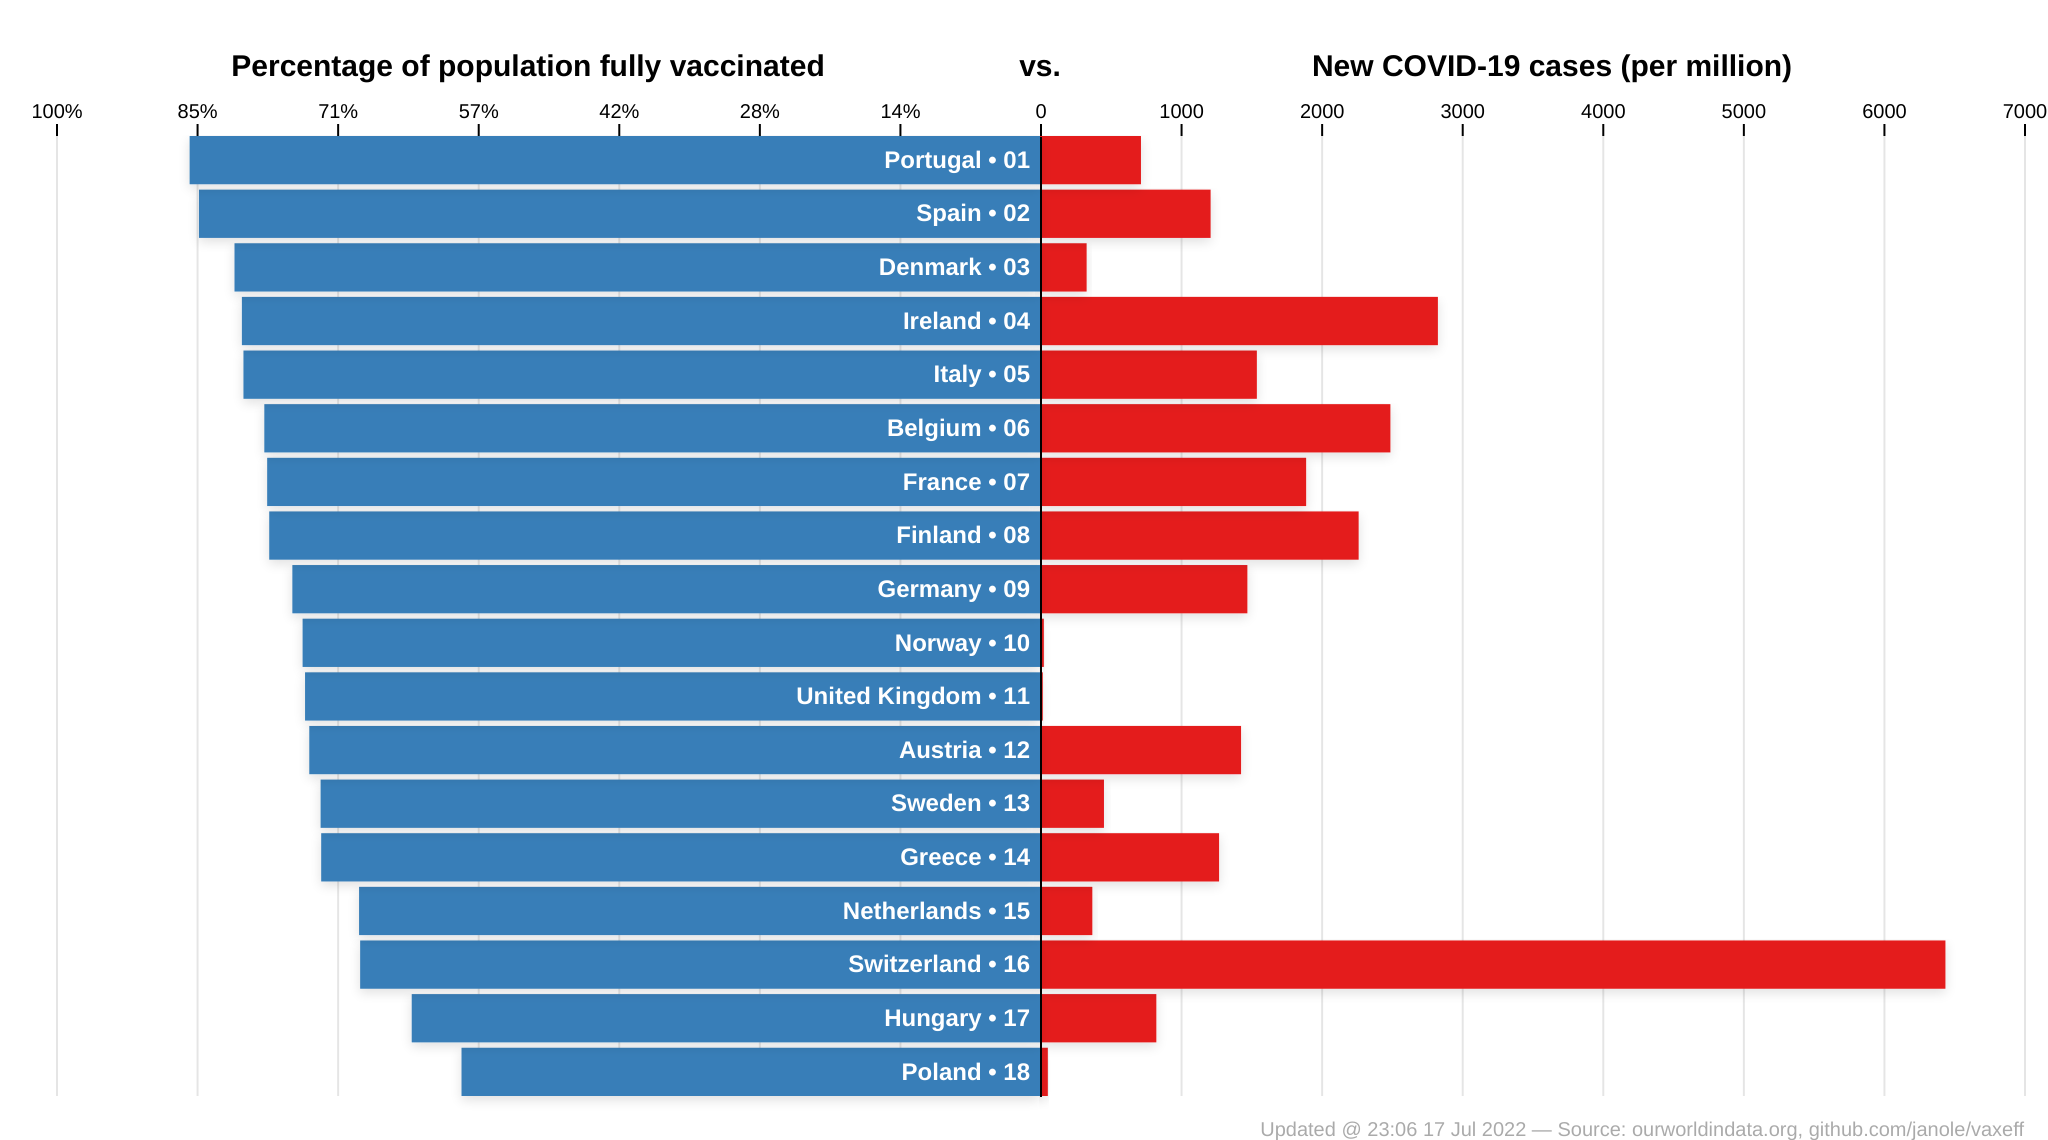 Percentage of population fully vaccinated vs. New COVID-19 cases (per million)
100% 85% 71% 57% 42% 28% 14% 0 1000 2000 3000 4000 5000 6000 7000
Portugal • 01
Spain • 02
Denmark • 03
Ireland • 04
Italy • 05
Belgium • 06
France • 07
Finland • 08
Germany • 09
Norway • 10
United Kingdom • 11
Austria • 12
Sweden • 13
Greece • 14
Netherlands • 15
Switzerland • 16
Hungary • 17
Poland • 18
Updated @ 23:06 17 Jul 2022 — Source: ourworldindata.org, github.com/janole/vaxeff